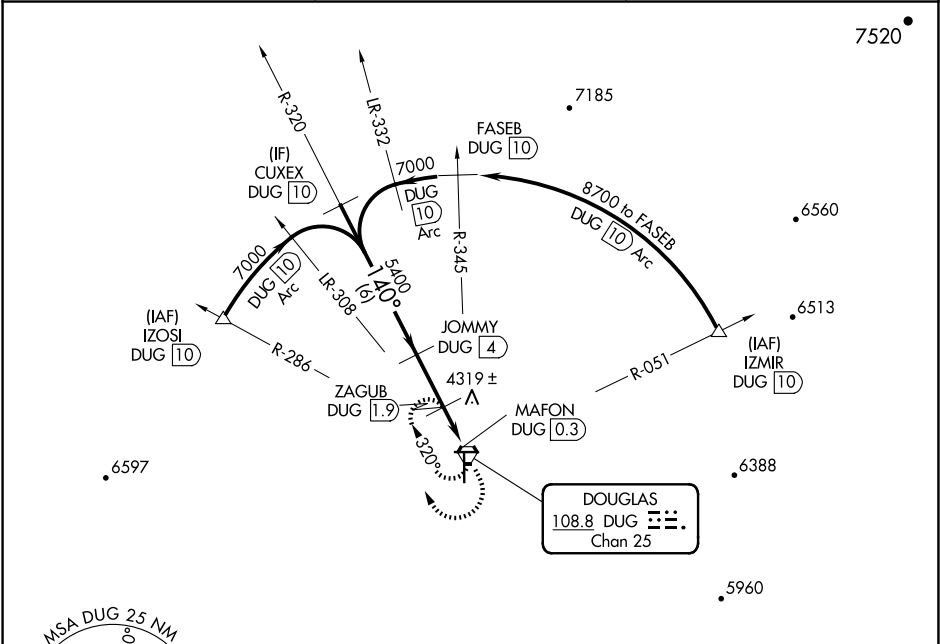 7520
7185
FASEB
DUG 10
R-320
LR-332
(IF)
CUXEX
DUG 10
7000
DUG
10
Arc
8700 to FASEB
DUG 10 Arc
6560
7000
DUG 10
Arc
LR-308
5400
140°
(6)
R-345
(IAF)
IZOSI
DUG 10
R-286
JOMMY
DUG 4
6513
(IAF)
IZMIR
DUG 10
R-051
ZAGUB
DUG 1.9
4319 ±
MAFON
DUG 0.3
320°
6597
6388
DOUGLAS
108.8 DUG
Chan 25
5960
MSA DUG 25 NM
0°